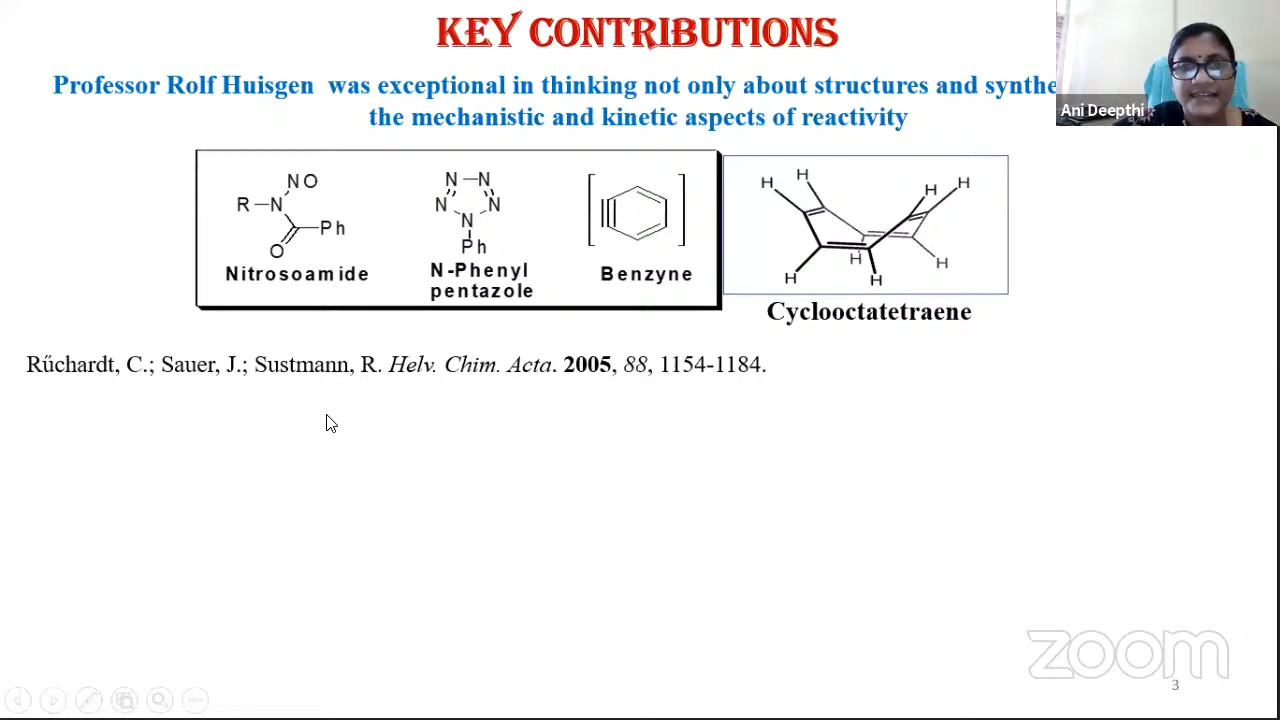 KEY CONTRIBUTIONS
Professor Rolf Huisgen was exceptional in thinking not only about structures and synthe
the mechanistic and kinetic aspects of reactivity
Ani Deepthi
NO
R N
Ph
O
Nitrosoamide
N N
N N
N
Ph
N-Phenyl
pentazole
Benzyne
H H H H
H H
H H
Cyclooctatetraene
Rűchardt, C.; Sauer, J.; Sustmann, R. Helv. Chim. Acta. 2005, 88, 1154-1184.
zoom
3